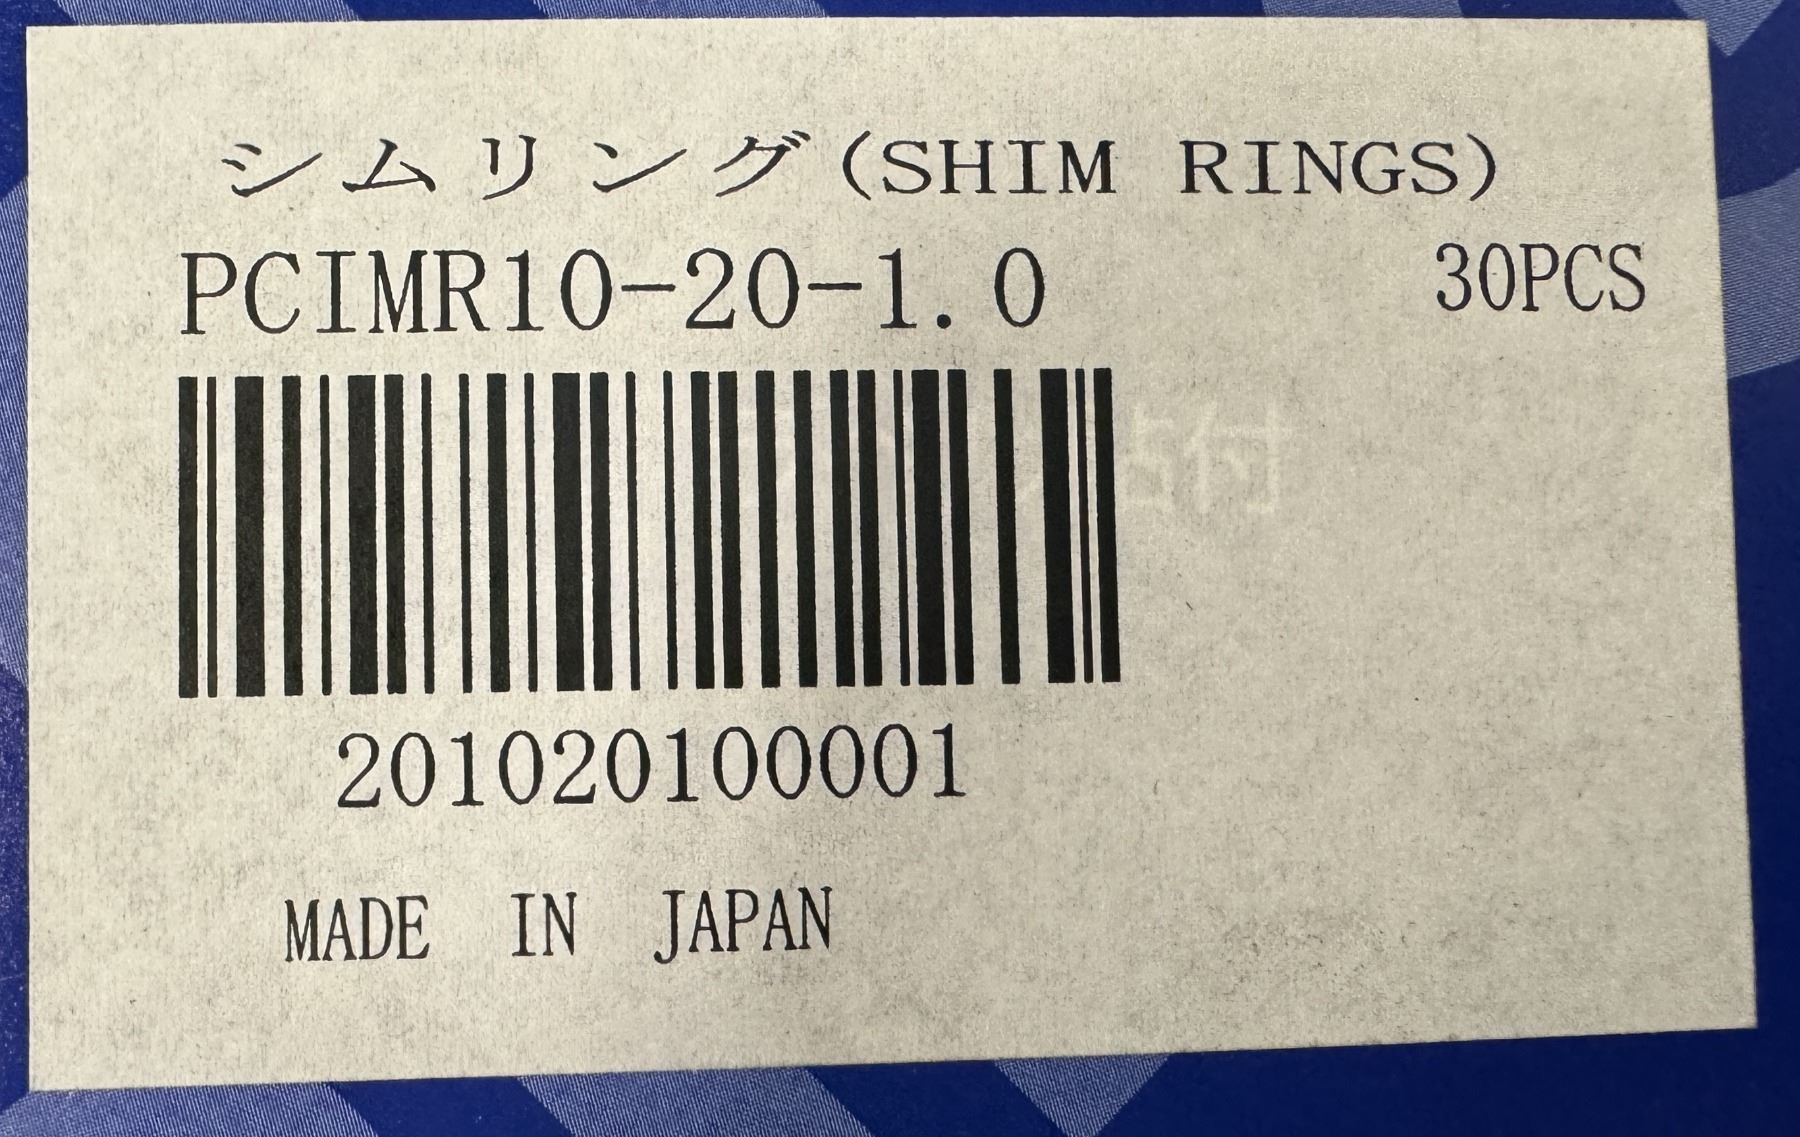 シムリング(SHIM RINGS)
PCIMR10-20-1.0 30PCS
201020100001
MADE IN JAPAN